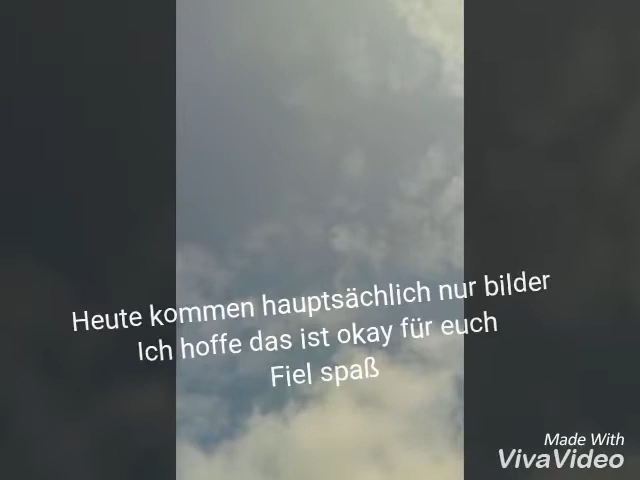 Heute kommen hauptsächlich nur bilder
Ich hoffe das ist okay für euch
Fiel spaß
Made With
VivaVideo